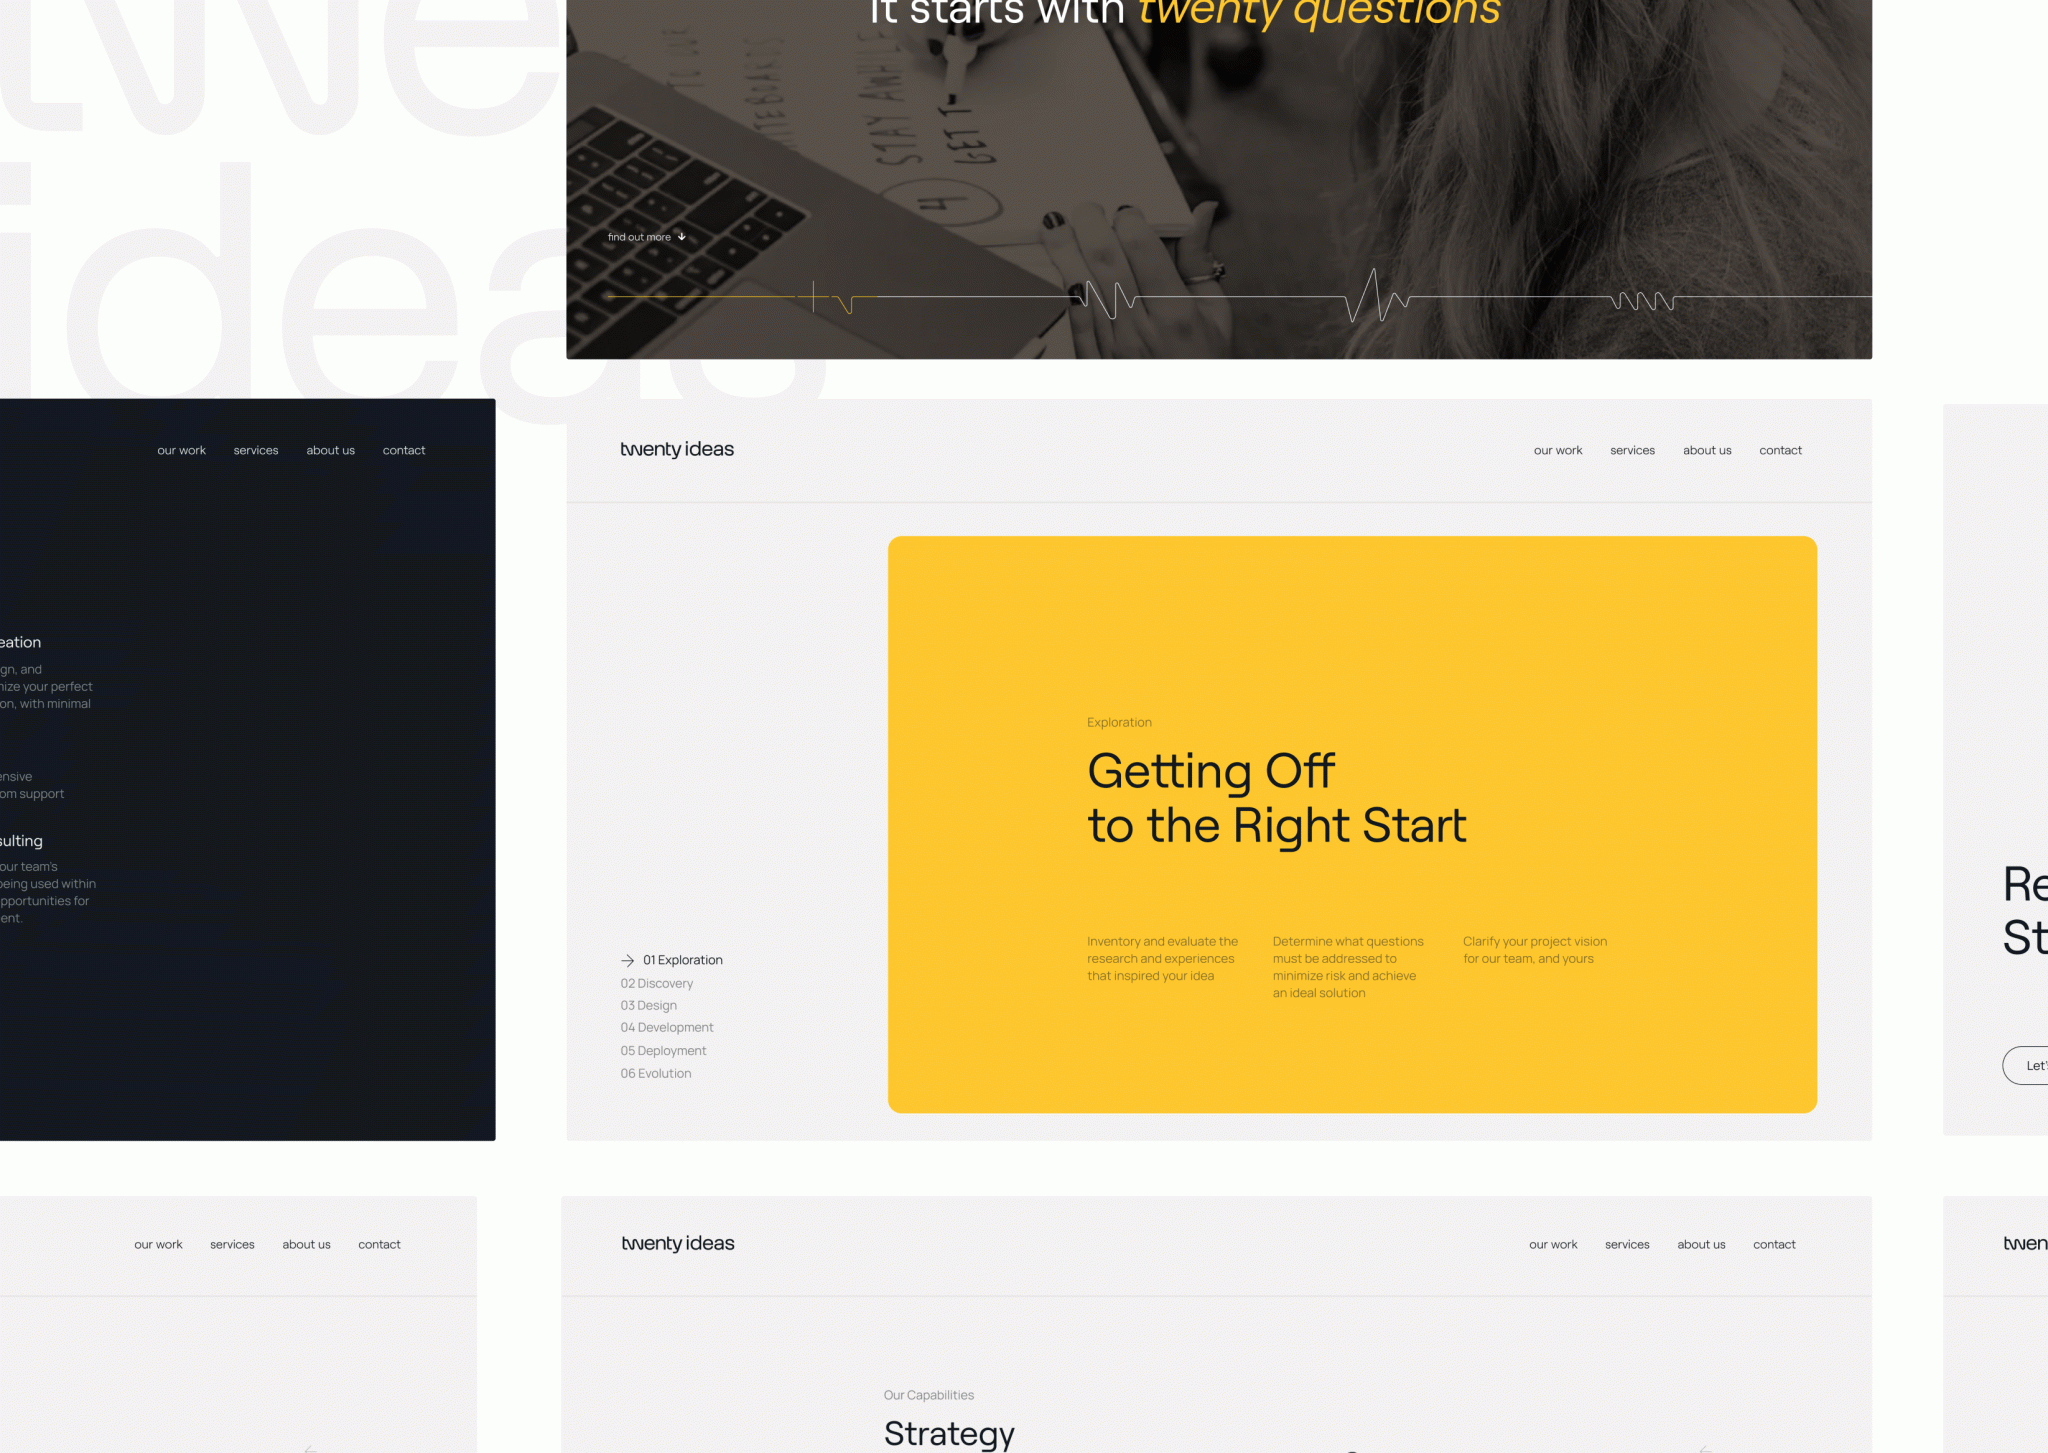 twe
ideas
It starts with twenty questions
WHITEBOARDS
STAY AWHILE
GET IT
4
find out more
our work services about us contact
eation
gn, and
nize your perfect
on, with minimal
ensive
om support
sulting
our team's
being used within
pportunities for
ent.
twenty ideas
our work services about us contact
Exploration
Getting Off
to the Right Start
Inventory and evaluate the
research and experiences
that inspired your idea
Determine what questions
must be addressed to
minimize risk and achieve
an ideal solution
Clarify your project vision
for our team, and yours
01 Exploration
02 Discovery
03 Design
04 Development
05 Deployment
06 Evolution
Re
St
Let's
our work services about us contact
twenty ideas
our work services about us contact
Our Capabilities
Strategy
twen